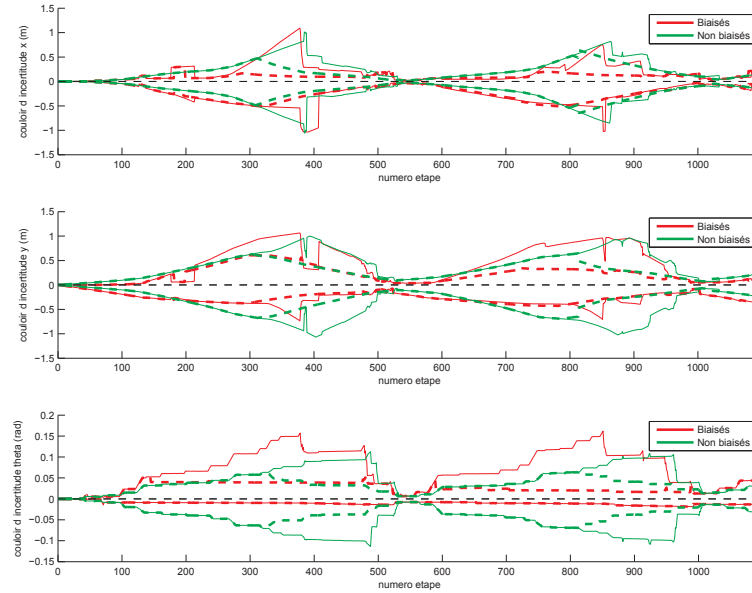 couloir d incertitude x (m)
1.5
1
0.5
0
−0.5
−1
−1.5
0 100 200 300 400 500 600 700 800 900 1000
numero etape
Biaisés
Non biaisés
couloir d incertitude y (m)
1.5
1
0.5
0
−0.5
−1
−1.5
0 100 200 300 400 500 600 700 800 900 1000
numero etape
Biaisés
Non biaisés
couloir d incertitude theta (rad)
0.2
0.15
0.1
0.05
0
−0.05
−0.1
−0.15
0 100 200 300 400 500 600 700 800 900 1000
numero etape
Biaisés
Non biaisés